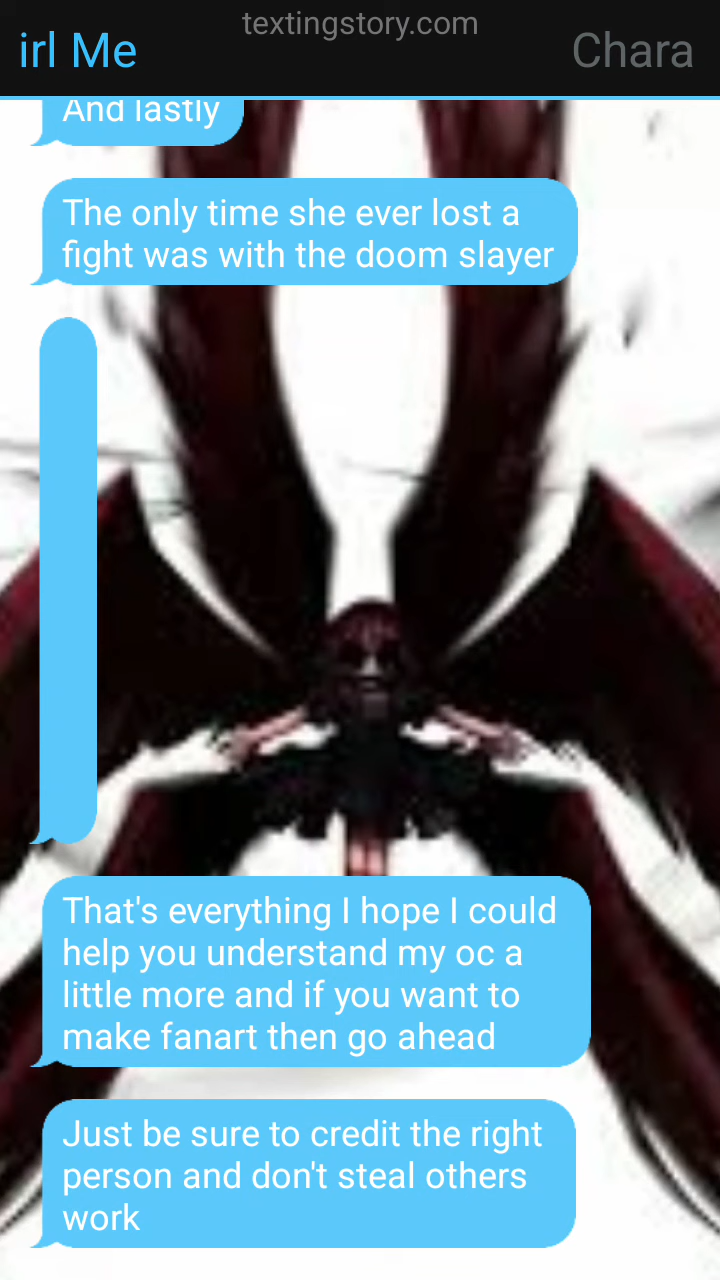 textingstory.com
irl Me
Chara
And lastly
The only time she ever lost a
fight was with the doom slayer
That's everything I hope I could
help you understand my oc a
little more and if you want to
make fanart then go ahead
Just be sure to credit the right
person and don't steal others
work